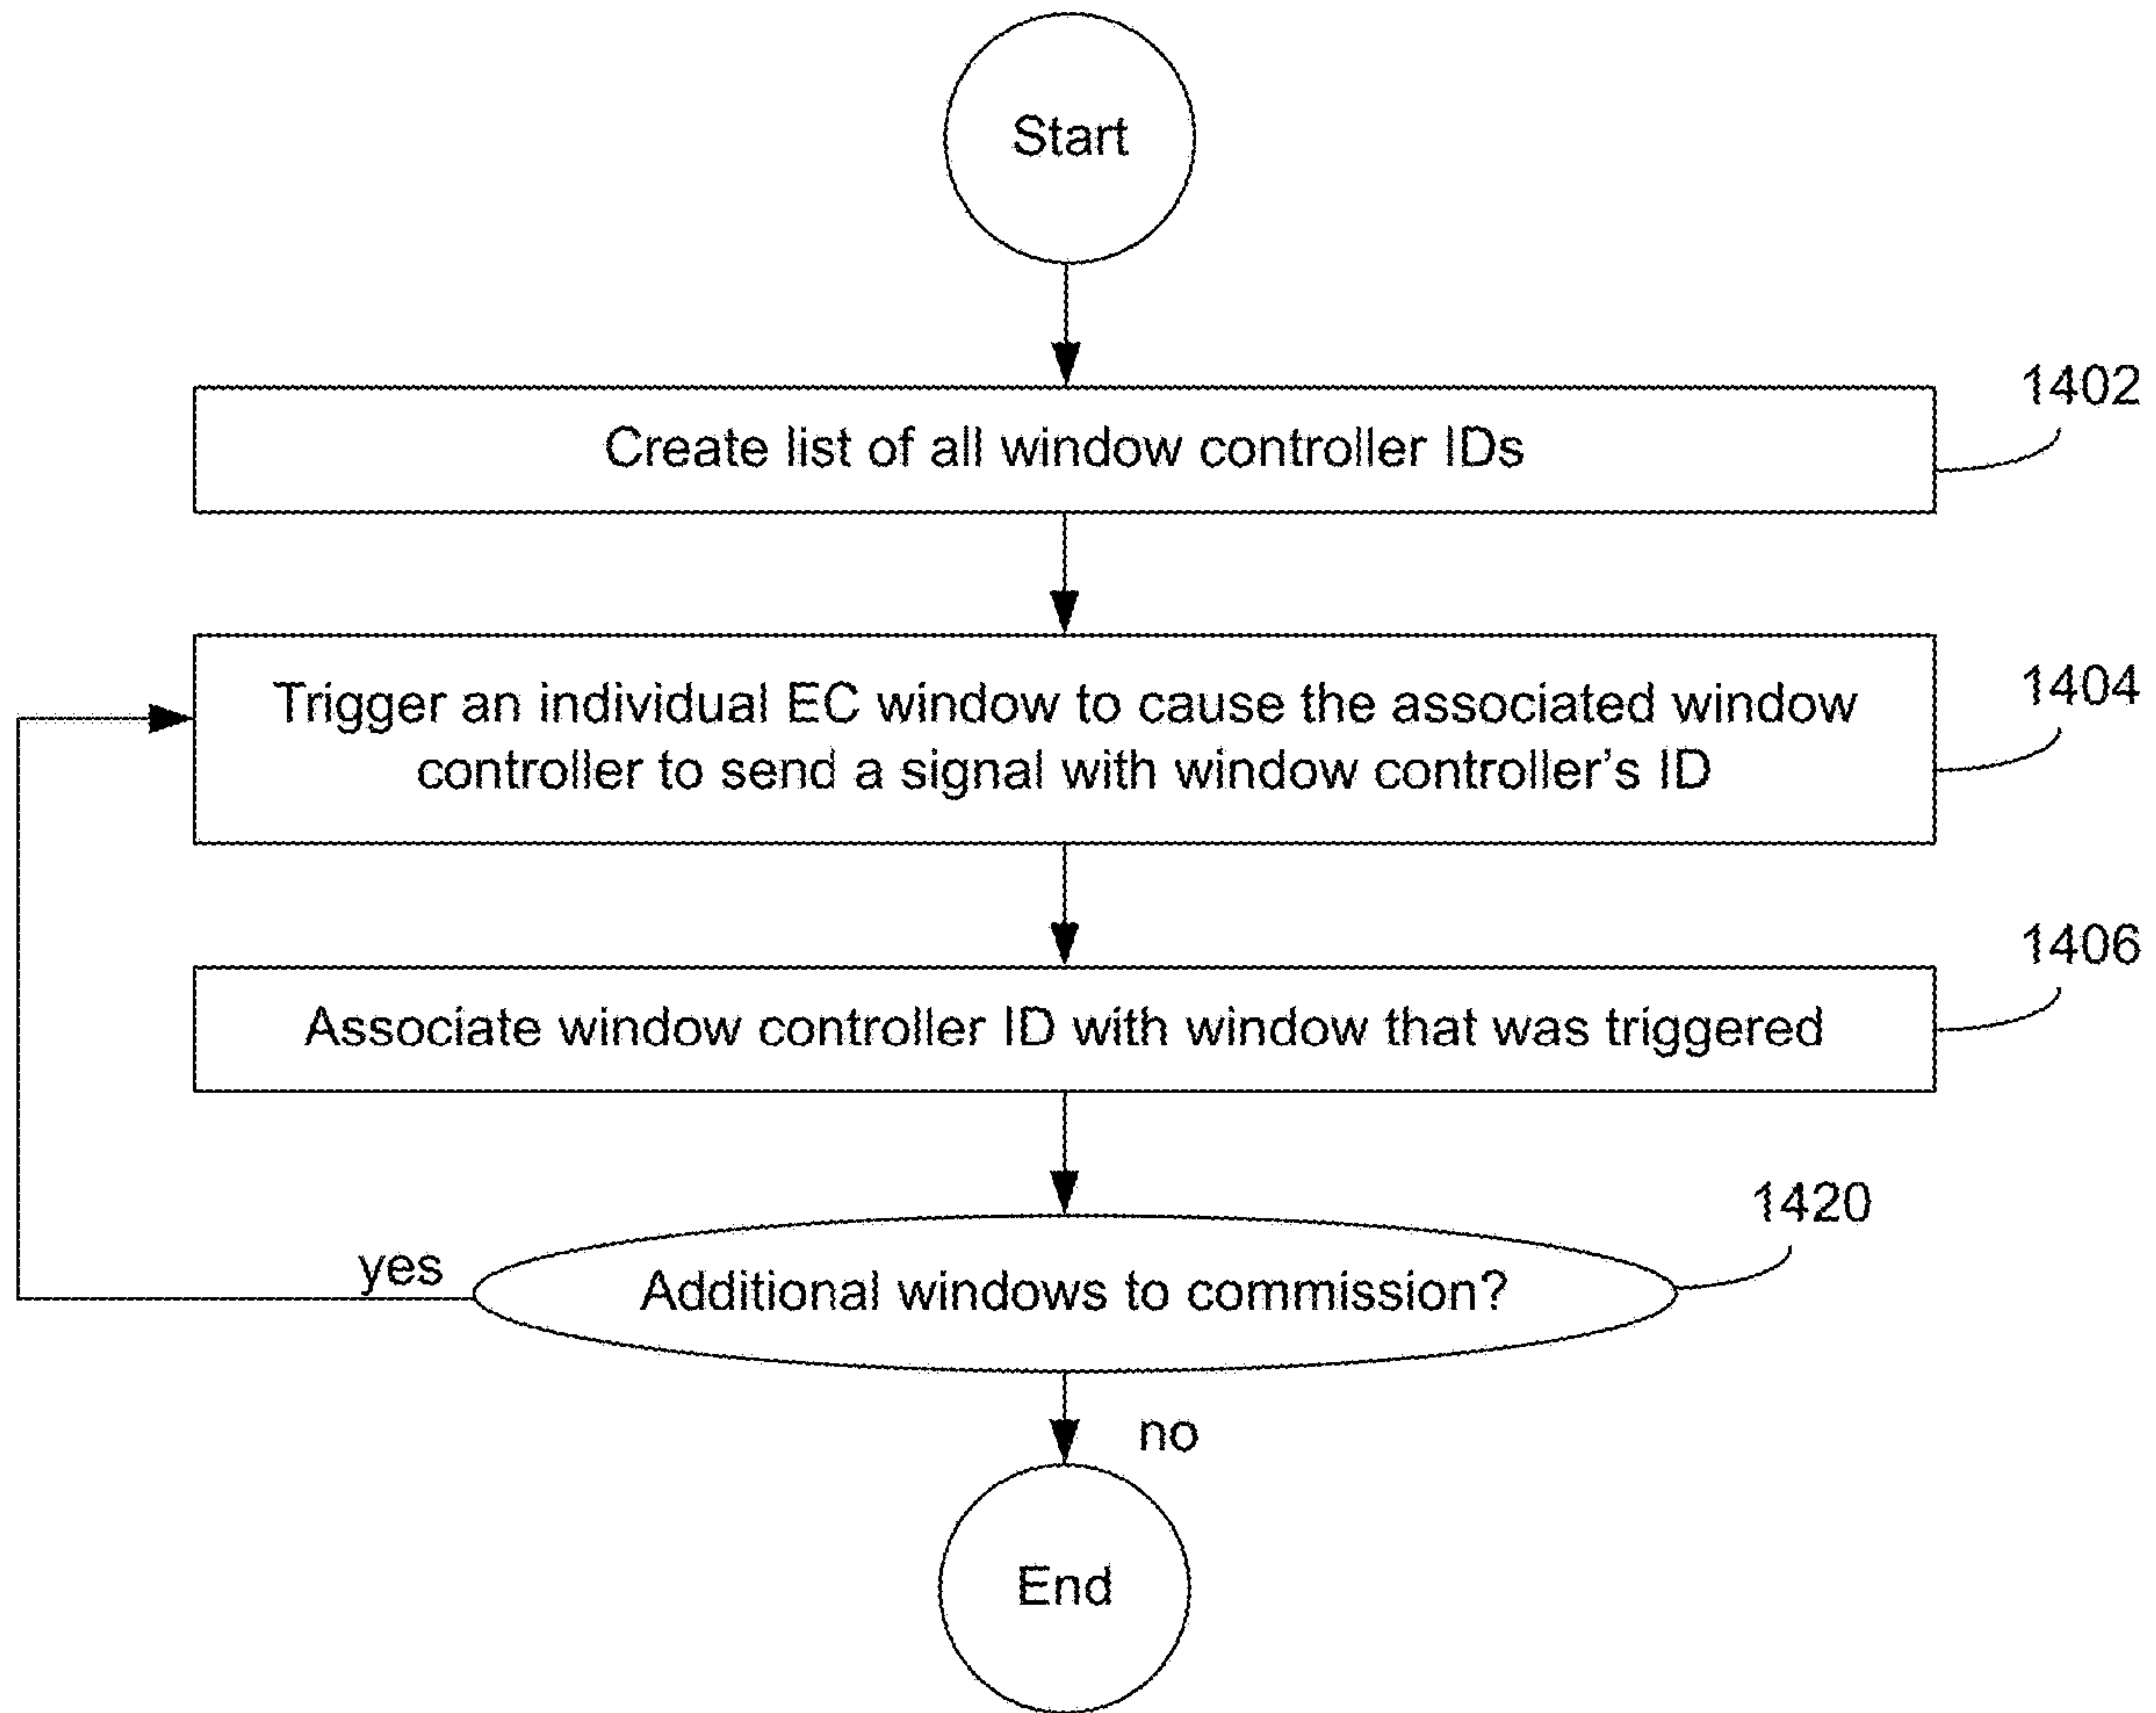 Start
1402
Create list of all window controller IDs
1404
Trigger an individual EC window to cause the associated window
controller to send a signal with window controller's ID
1406
Associate window controller ID with window that was triggered
1420
yes
Additional windows to commission?
no
End